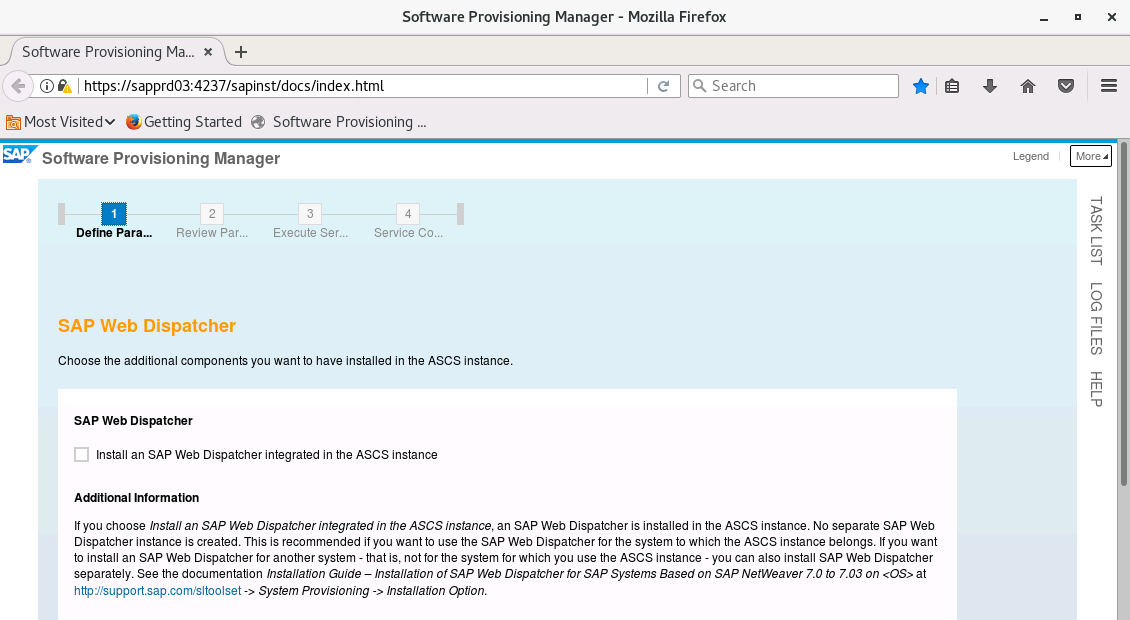 Software Provisioning Manager - Mozilla Firefox
Software Provisioning Ma...
https://sapprd03:4237/sapinst/docs/index.html
Search
Most Visited
Getting Started
Software Provisioning ...
SAP
Software Provisioning Manager
Legend
More
1
2
3
4
Define Para...
Review Par...
Execute Ser...
Service Co...
TASK LIST
LOG FILES
HELP
SAP Web Dispatcher
Choose the additional components you want to have installed in the ASCS instance.
SAP Web Dispatcher
Install an SAP Web Dispatcher integrated in the ASCS instance
Additional Information
If you choose Install an SAP Web Dispatcher integrated in the ASCS instance, an SAP Web Dispatcher is installed in the ASCS instance. No separate SAP Web
Dispatcher instance is created. This is recommended if you want to use the SAP Web Dispatcher for the system to which the ASCS instance belongs. If you want
to install an SAP Web Dispatcher for another system - that is, not for the system for which you use the ASCS instance - you can also install SAP Web Dispatcher
separately. See the documentation Installation Guide – Installation of SAP Web Dispatcher for SAP Systems Based on SAP NetWeaver 7.0 to 7.03 on <OS> at
http://support.sap.com/sltoolset -> System Provisioning -> Installation Option.